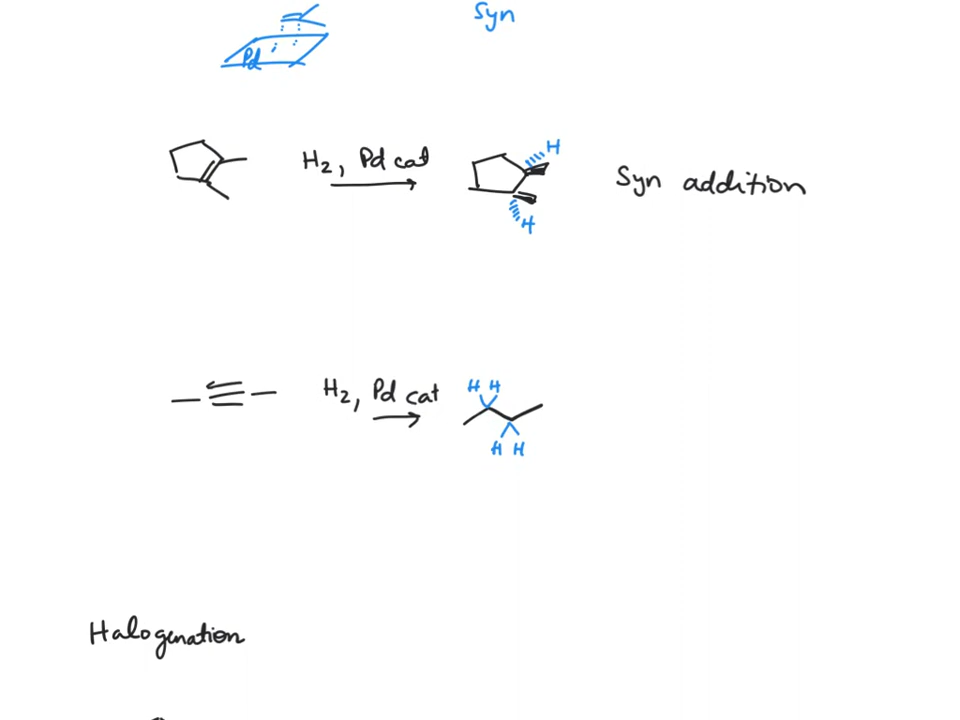 Syn
Pd
H2, Pd cat
H
H
Syn addition
H2, Pd cat
H H
H H
Halogenation